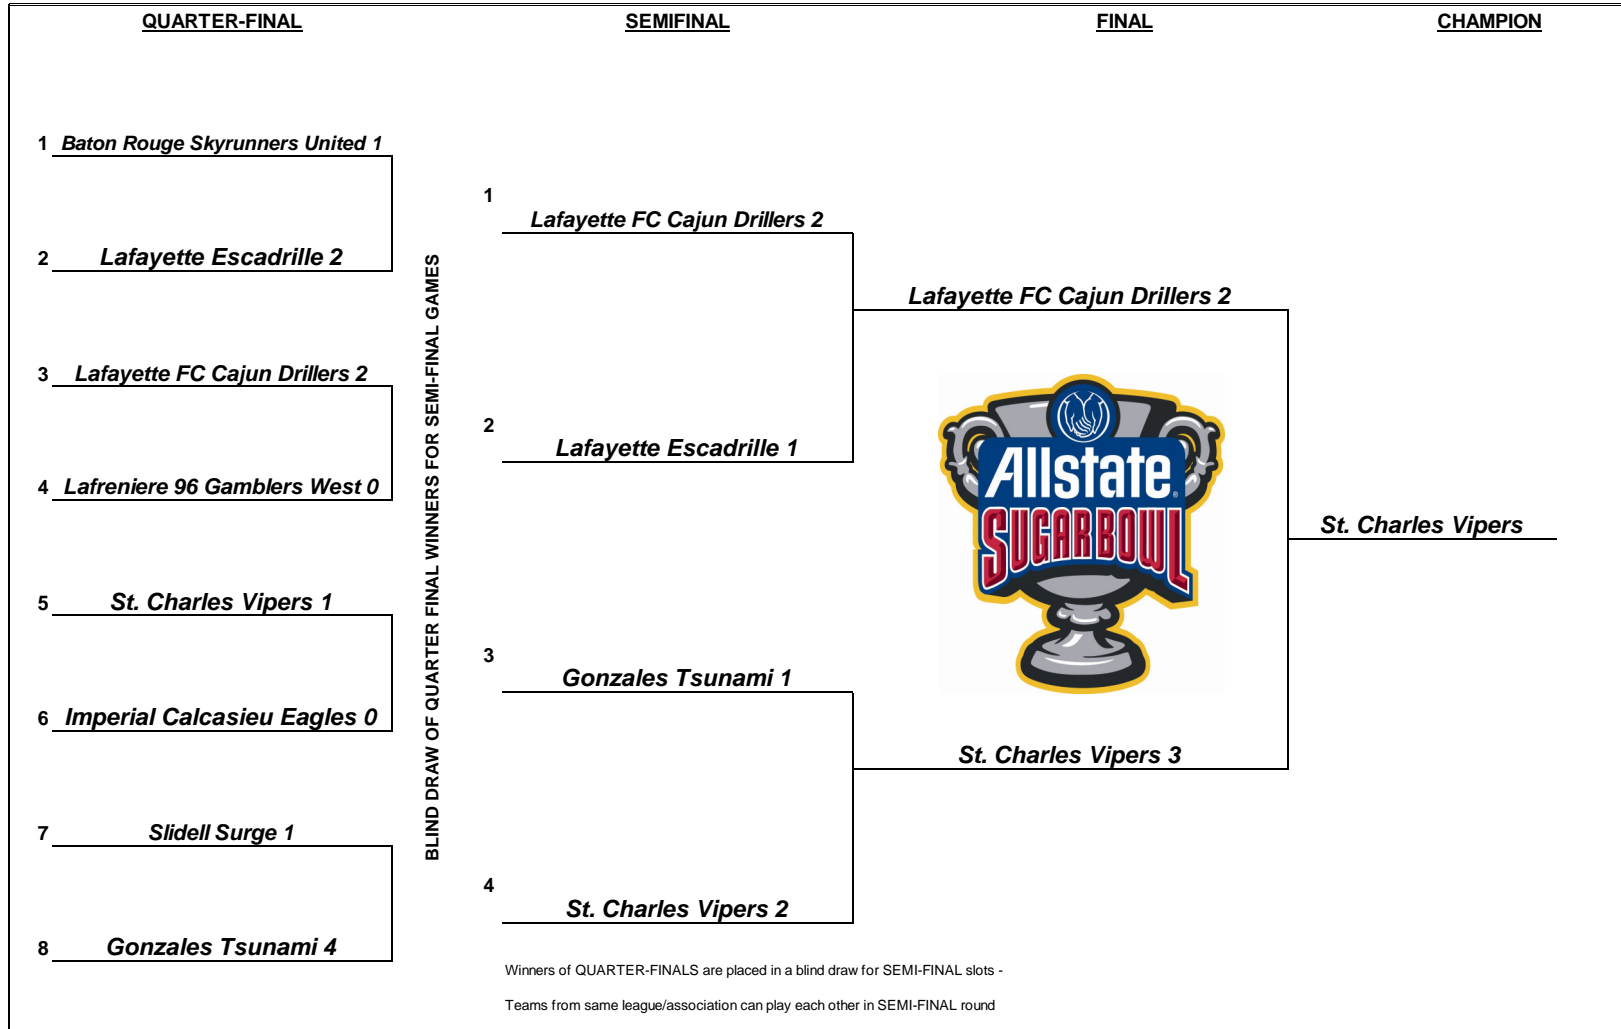 QUARTER-FINAL SEMIFINAL FINAL CHAMPION
1 Baton Rouge Skyrunners United 1
1
Lafayette FC Cajun Drillers 2
2 Lafayette Escadrille 2
Lafayette FC Cajun Drillers 2
3 Lafayette FC Cajun Drillers 2
2
Lafayette Escadrille 1
4 Lafreniere 96 Gamblers West 0
BLIND DRAW OF QUARTER FINAL WINNERS FOR SEMI-FINAL GAMES
Allstate®
SUGAR BOWL
St. Charles Vipers
5 St. Charles Vipers 1
3
Gonzales Tsunami 1
6 Imperial Calcasieu Eagles 0
St. Charles Vipers 3
7 Slidell Surge 1
4
St. Charles Vipers 2
8 Gonzales Tsunami 4
Winners of QUARTER-FINALS are placed in a blind draw for SEMI-FINAL slots -
Teams from same league/association can play each other in SEMI-FINAL round